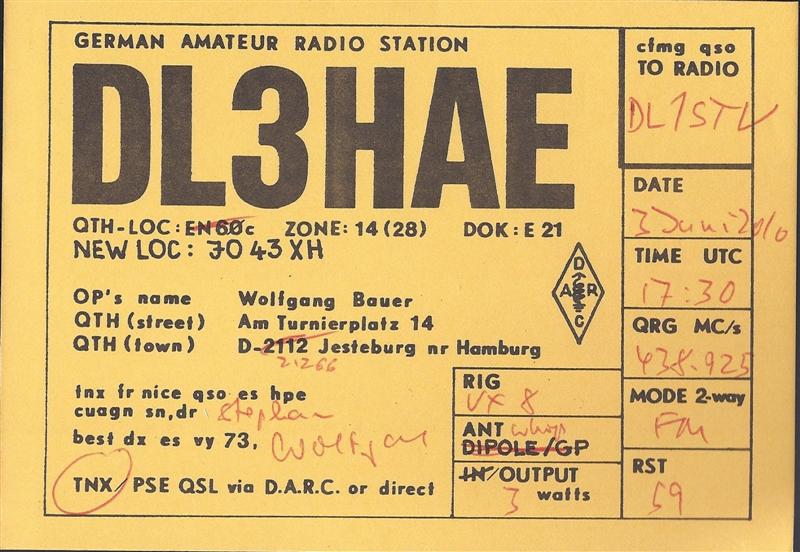 GERMAN AMATEUR RADIO STATION
DL3HAE
QTH-LOC: EN60c ZONE: 14 (28) DOK: E 21
NEW LOC: JO 43 XH
OP's name Wolfgang Bauer
QTH (street) Am Turnierplatz 14
QTH (town) D-2112 Jesteburg nr Hamburg
21266
tnx fr nice qso es hpe
cuagn sn, dr Stephan
best dx es vy 73, Wolfgang
TNX/ PSE QSL via D.A.R.C. or direct
D
A R
C
cfmg qso
TO RADIO
DL1STV
DATE
3 Juni 2010
TIME UTC
17:30
QRG MC/s
438.925
MODE 2-way
FM
RST
59
RIG
VX 8
ANT whip
DIPOLE/GP
IN/OUTPUT
3 watts